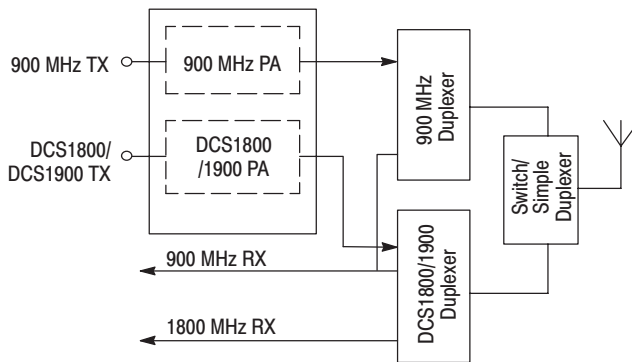 900 MHz TX
900 MHz PA
DCS1800/
DCS1900 TX
DCS1800
/1900 PA
900 MHz
Duplexer
Switch/
Simple
Duplexer
DCS1800/1900
Duplexer
900 MHz RX
1800 MHz RX